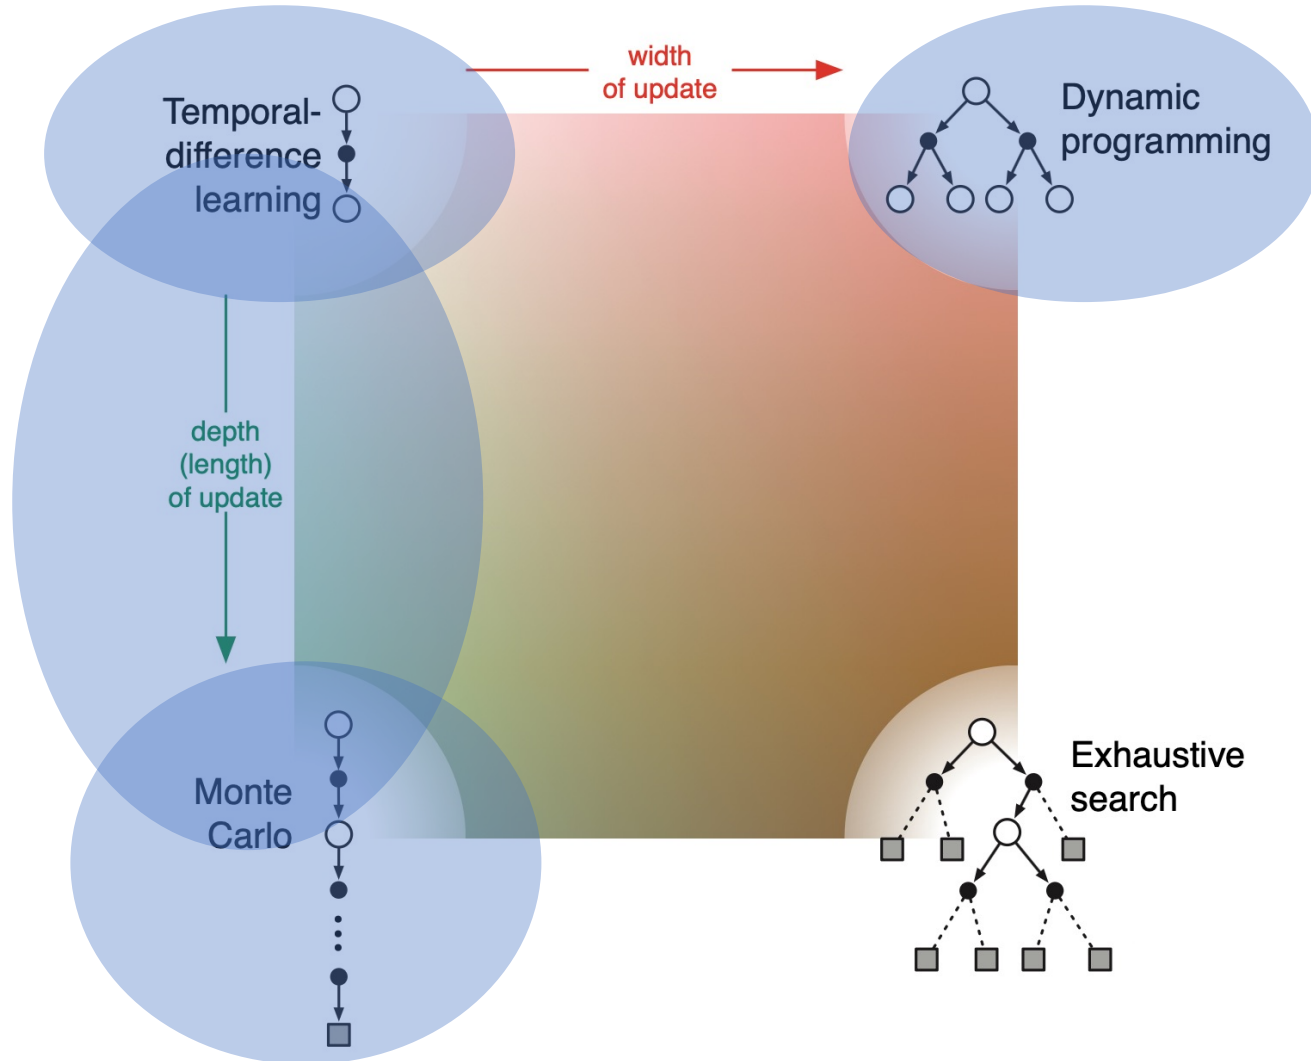 width
of update
Temporal-
difference
learning
Dynamic
programming
depth
(length)
of update
Monte
Carlo
Exhaustive
search